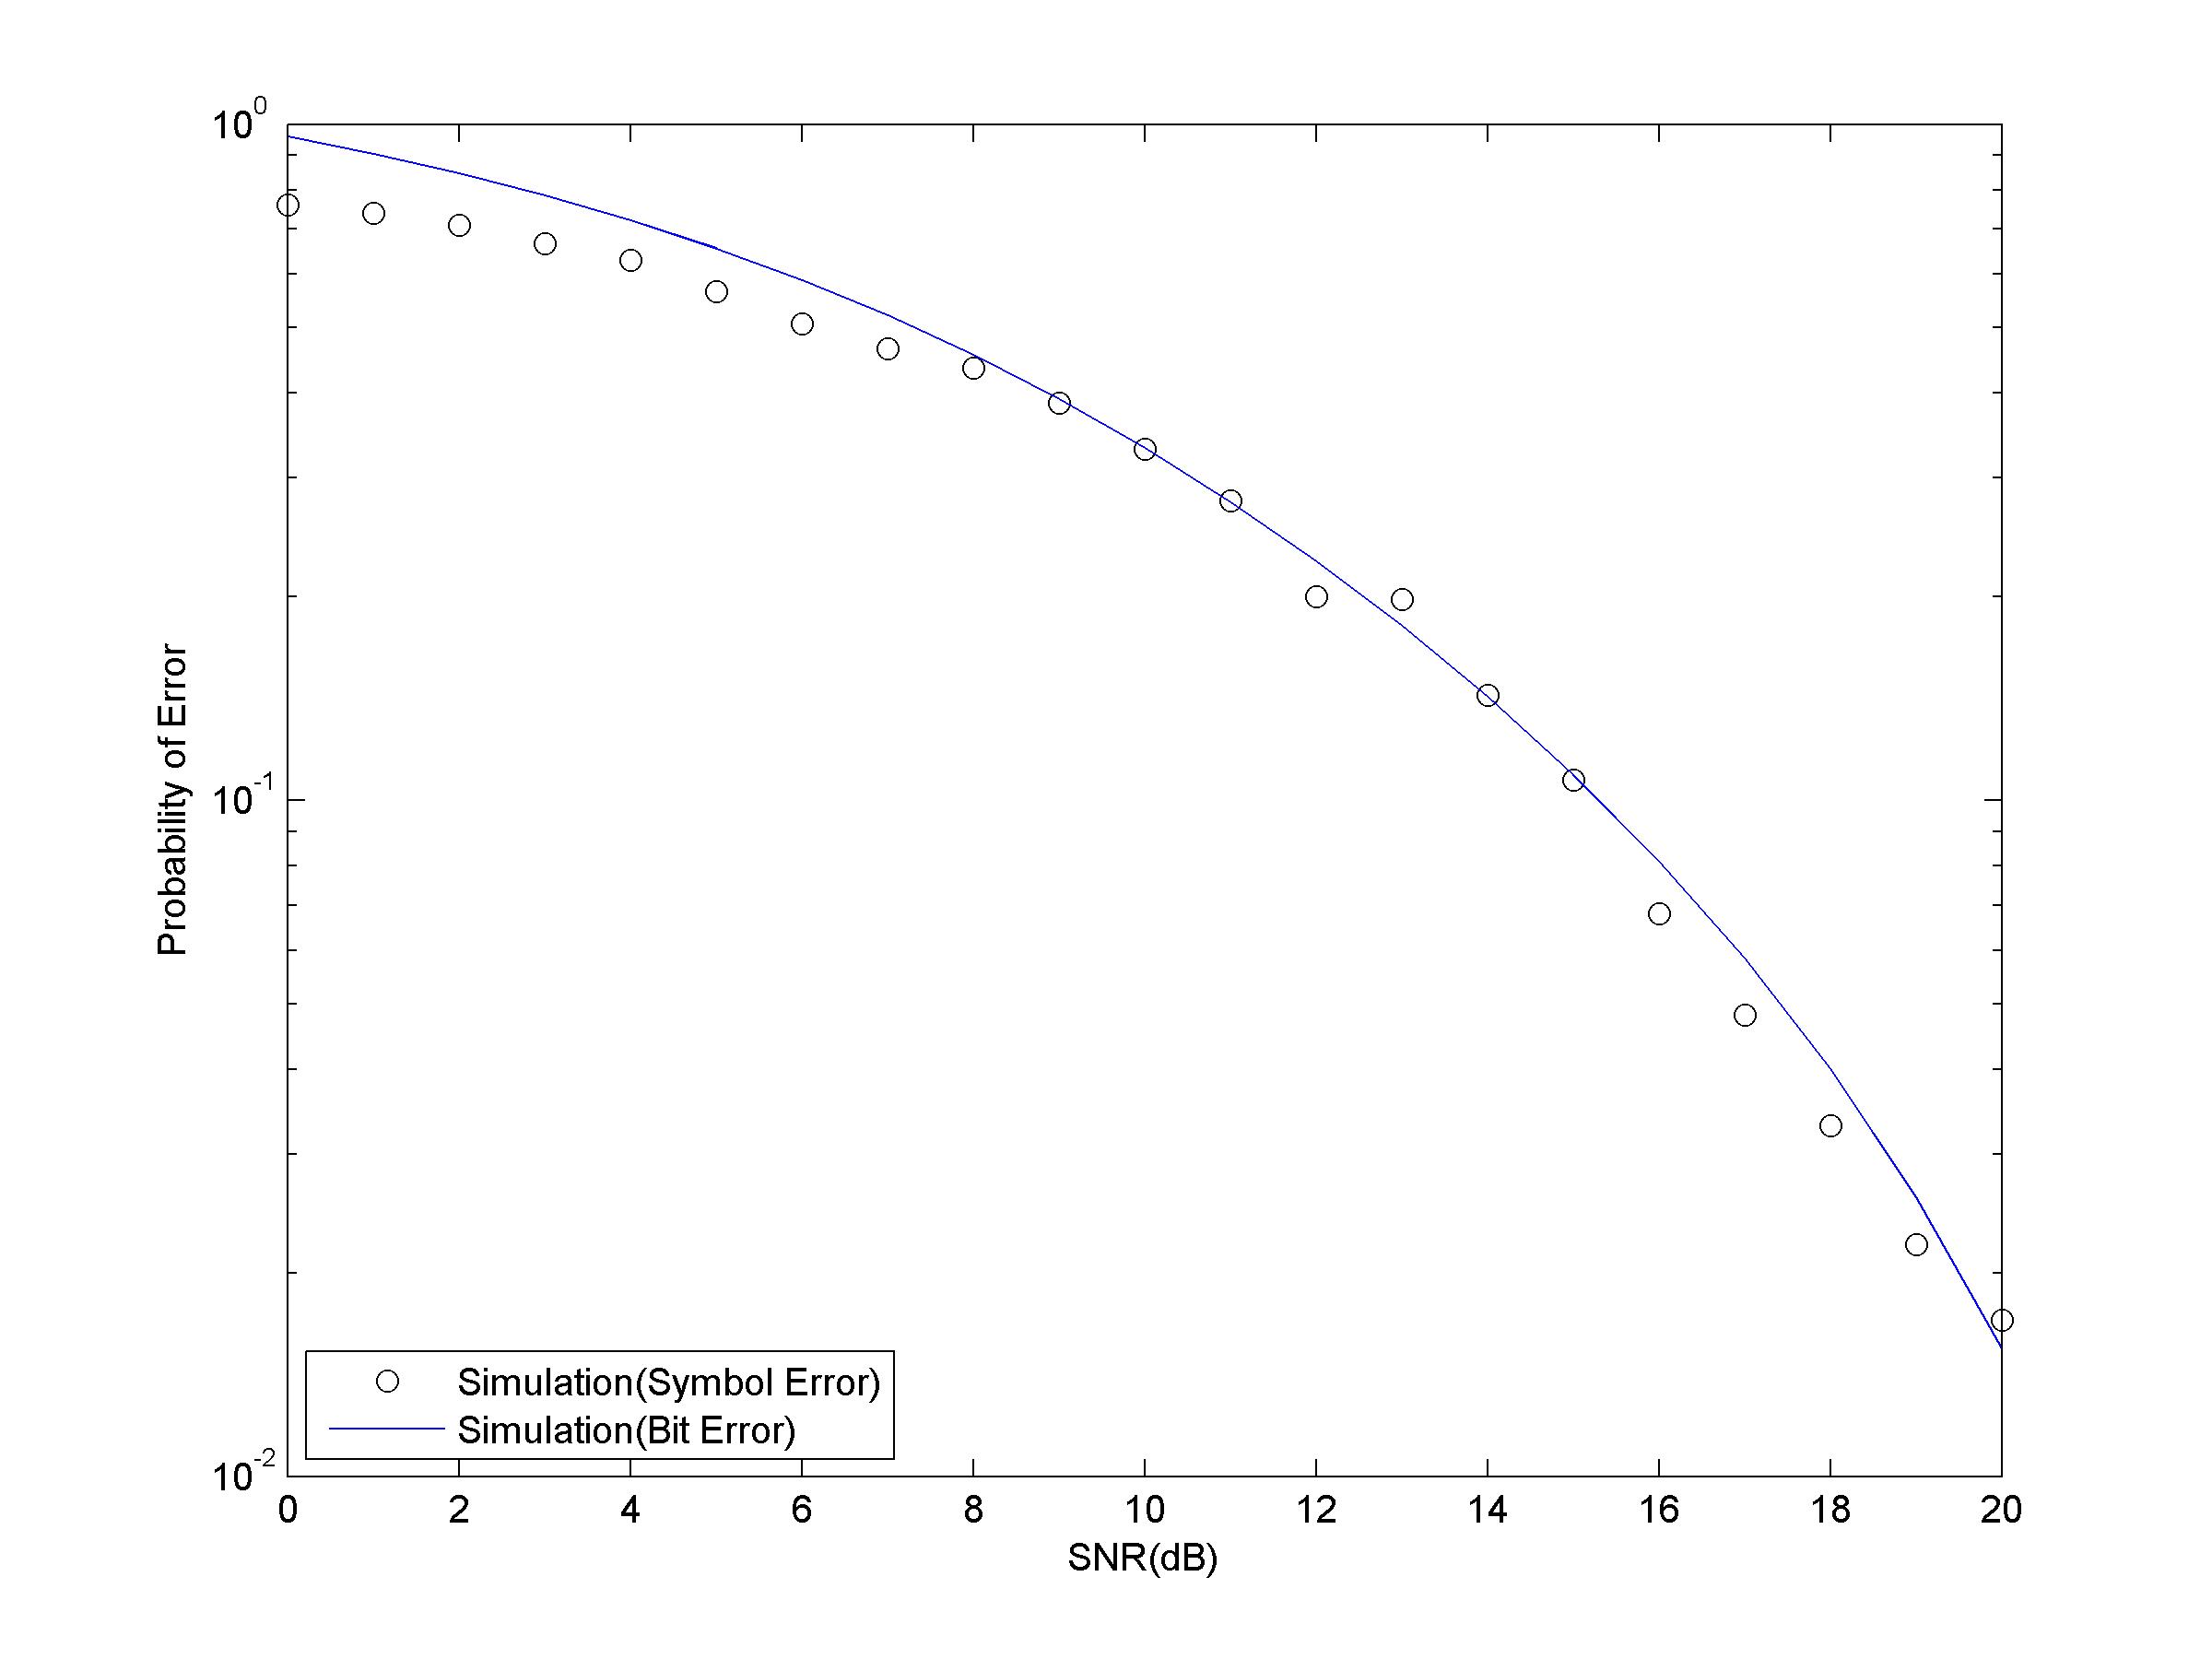 10^0
10^-1
10^-2
Probability of Error
Simulation(Symbol Error)
Simulation(Bit Error)
0 2 4 6 8 10 12 14 16 18 20
SNR(dB)